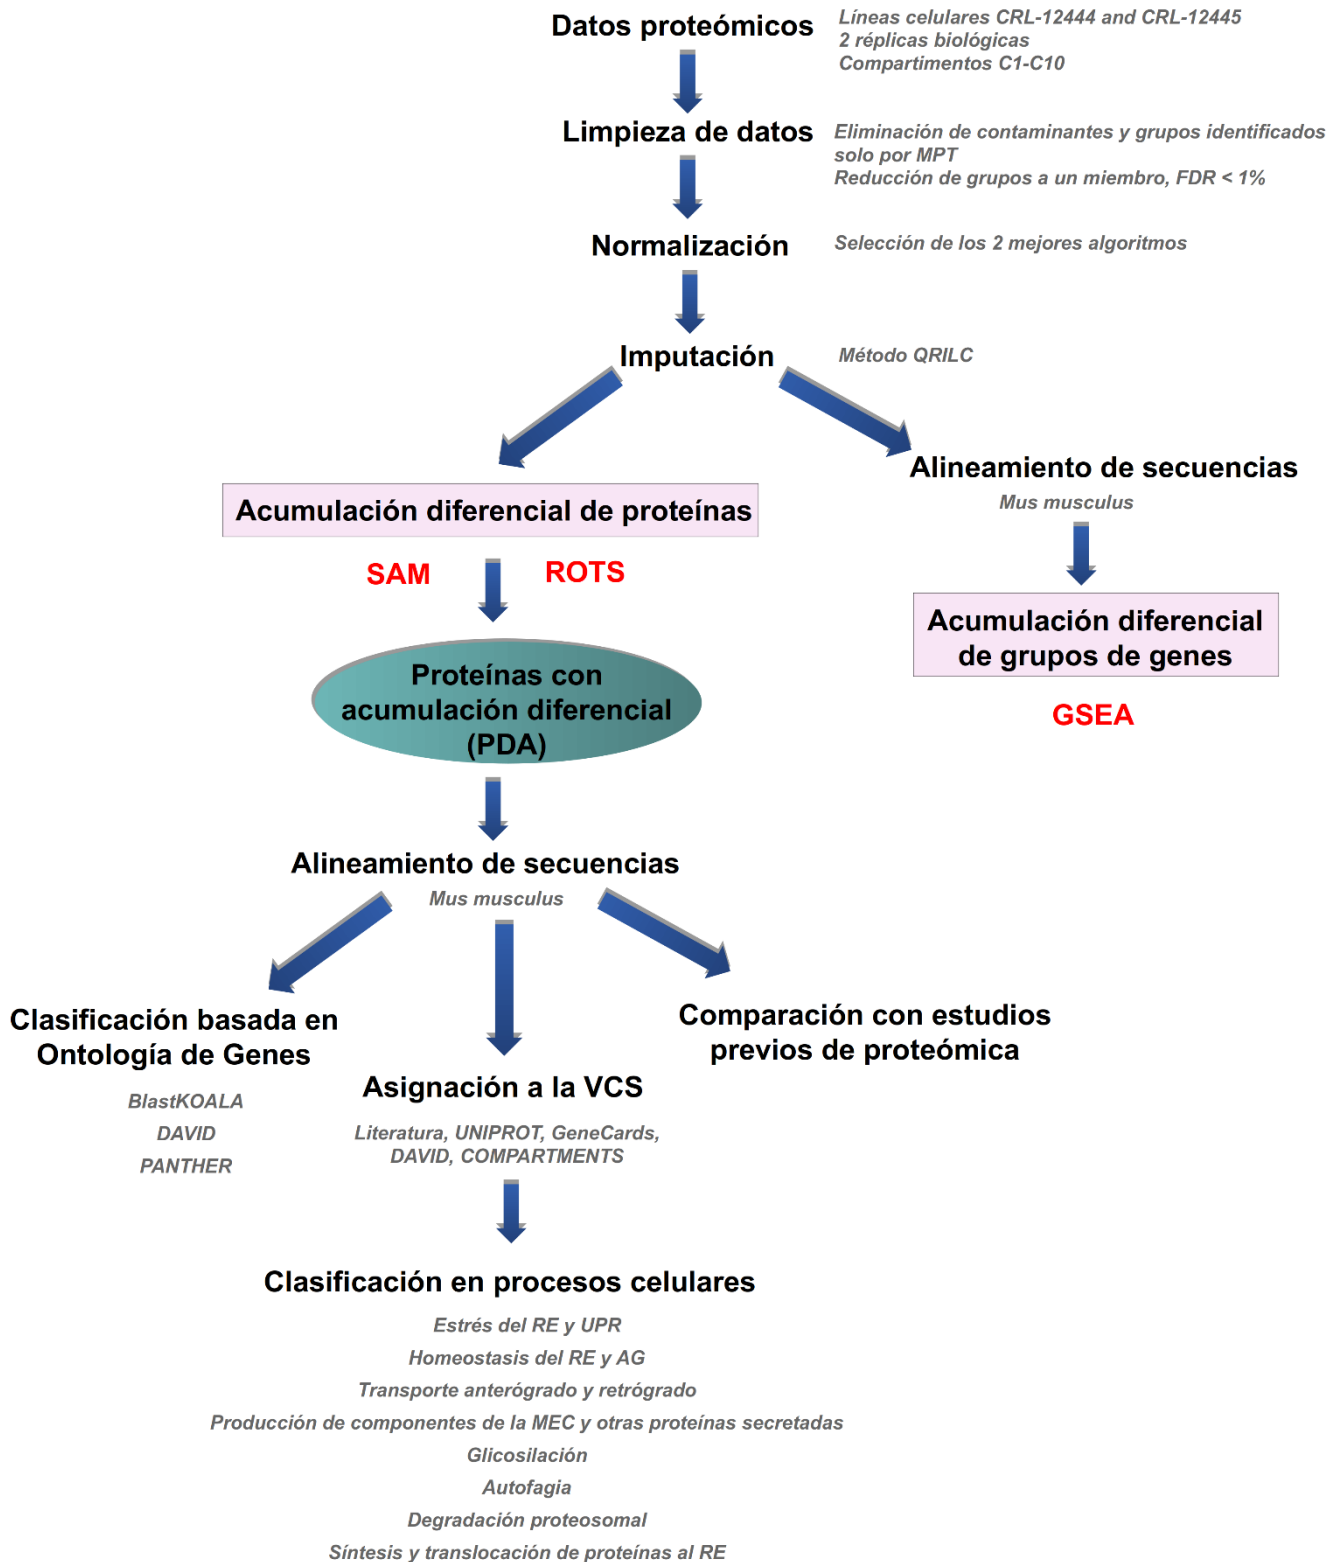 Datos proteómicos
Líneas celulares CRL-12444 and CRL-12445
2 réplicas biológicas
Compartimentos C1-C10
Limpieza de datos
Eliminación de contaminantes y grupos identificados
solo por MPT
Reducción de grupos a un miembro, FDR < 1%
Normalización
Selección de los 2 mejores algoritmos
Imputación
Método QRILC
Acumulación diferencial de proteínas
SAM
ROTS
Proteínas con
acumulación diferencial
(PDA)
Alineamiento de secuencias
Mus musculus
Acumulación diferencial
de grupos de genes
GSEA
Alineamiento de secuencias
Mus musculus
Clasificación basada en
Ontología de Genes
BlastKOALA
DAVID
PANTHER
Asignación a la VCS
Literatura, UNIPROT, GeneCards,
DAVID, COMPARTMENTS
Comparación con estudios
previos de proteómica
Clasificación en procesos celulares
Estrés del RE y UPR
Homeostasis del RE y AG
Transporte anterógrado y retrógrado
Producción de componentes de la MEC y otras proteínas secretadas
Glicosilación
Autofagia
Degradación proteosomal
Síntesis y translocación de proteínas al RE